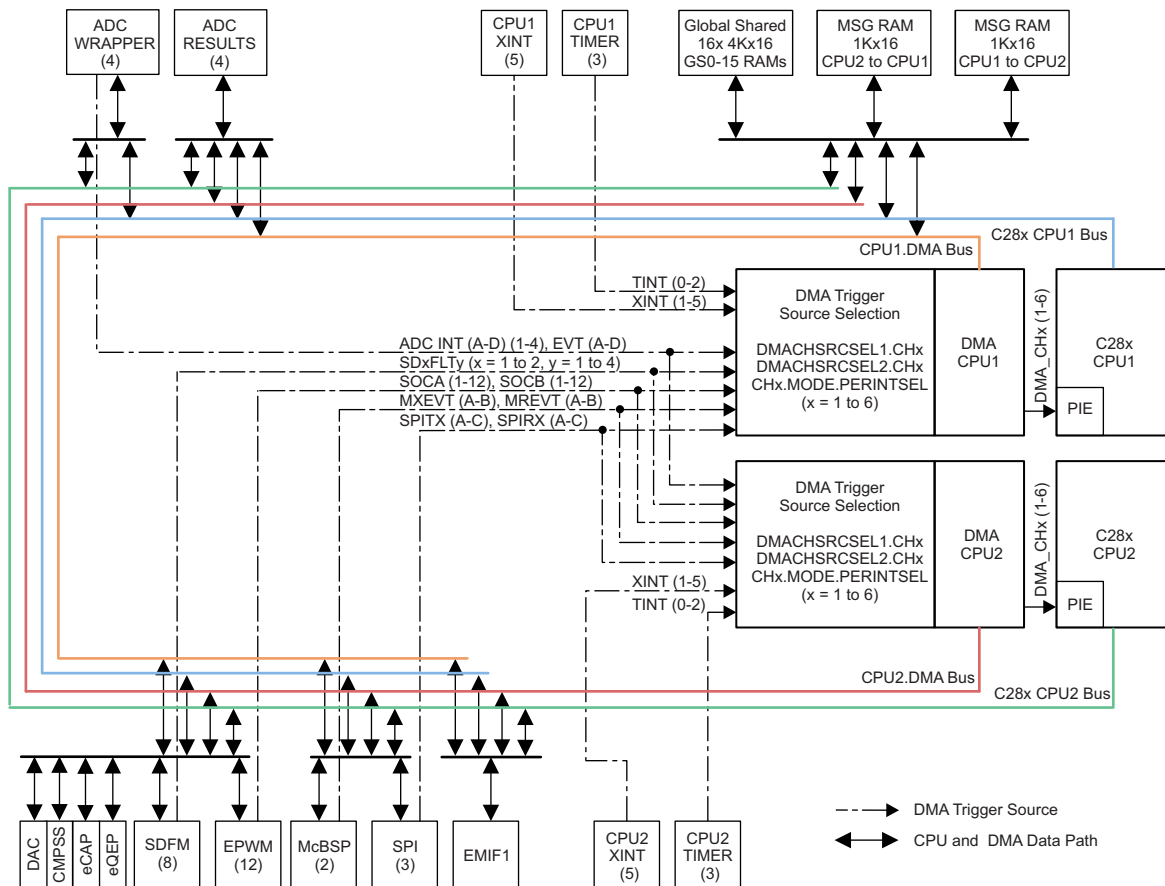 ADC
WRAPPER
(4)
ADC
RESULTS
(4)
CPU1
XINT
(5)
CPU1
TIMER
(3)
Global Shared
16x 4Kx16
GS0-15 RAMs
MSG RAM
1Kx16
CPU2 to CPU1
MSG RAM
1Kx16
CPU1 to CPU2
C28x CPU1 Bus
CPU1.DMA Bus
TINT (0-2)
XINT (1-5)
ADC INT (A-D) (1-4), EVT (A-D)
SDxFLTy (x = 1 to 2, y = 1 to 4)
SOCA (1-12), SOCB (1-12)
MXEVT (A-B), MREVT (A-B)
SPITX (A-C), SPIRX (A-C)
DMA Trigger
Source Selection
DMACHSRCSEL1.CHx
DMACHSRCSEL2.CHx
CHx.MODE.PERINTSEL
(x = 1 to 6)
DMA
CPU1
DMA_CHx (1-6)
C28x
CPU1
PIE
DMA Trigger
Source Selection
DMACHSRCSEL1.CHx
DMACHSRCSEL2.CHx
CHx.MODE.PERINTSEL
(x = 1 to 6)
DMA
CPU2
DMA_CHx (1-6)
C28x
CPU2
PIE
XINT (1-5)
TINT (0-2)
CPU2.DMA Bus
C28x CPU2 Bus
DAC
CMPSS
eCAP
eQEP
SDFM
(8)
EPWM
(12)
McBSP
(2)
SPI
(3)
EMIF1
CPU2
XINT
(5)
CPU2
TIMER
(3)
DMA Trigger Source
CPU and DMA Data Path